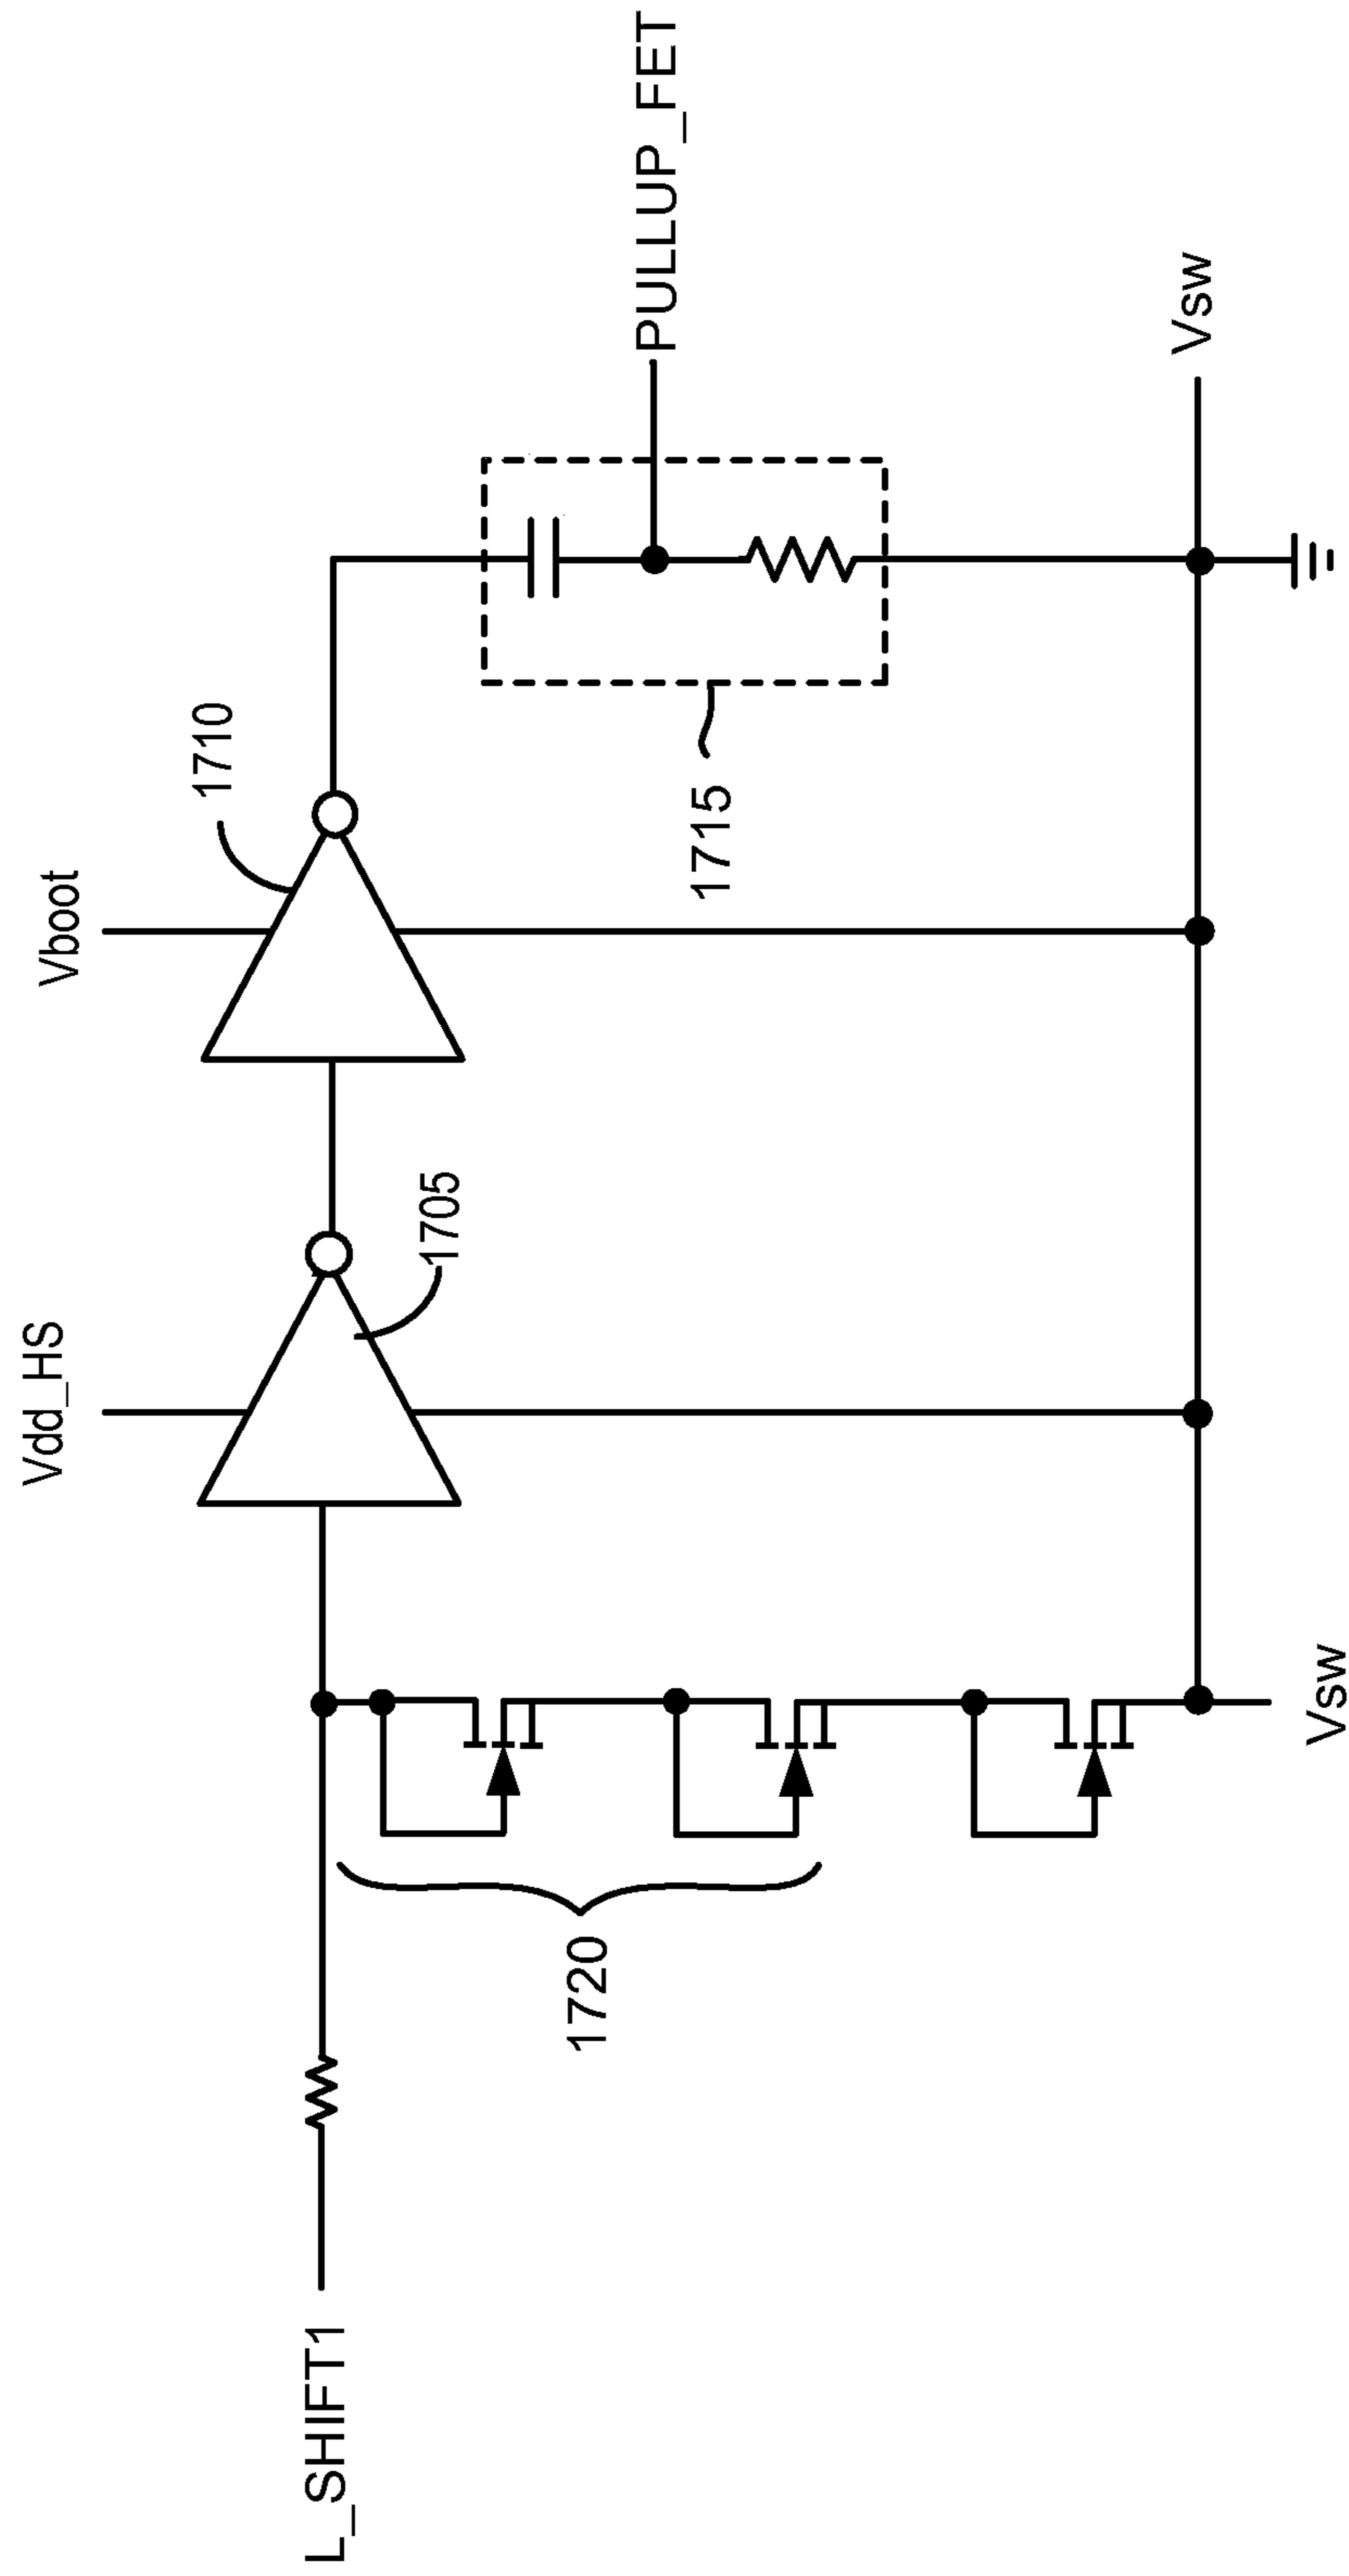 Vdd_HS
Vboot
1710
1705
L_SHIFT1
1720
1715
PULLUP_FET
Vsw
Vsw